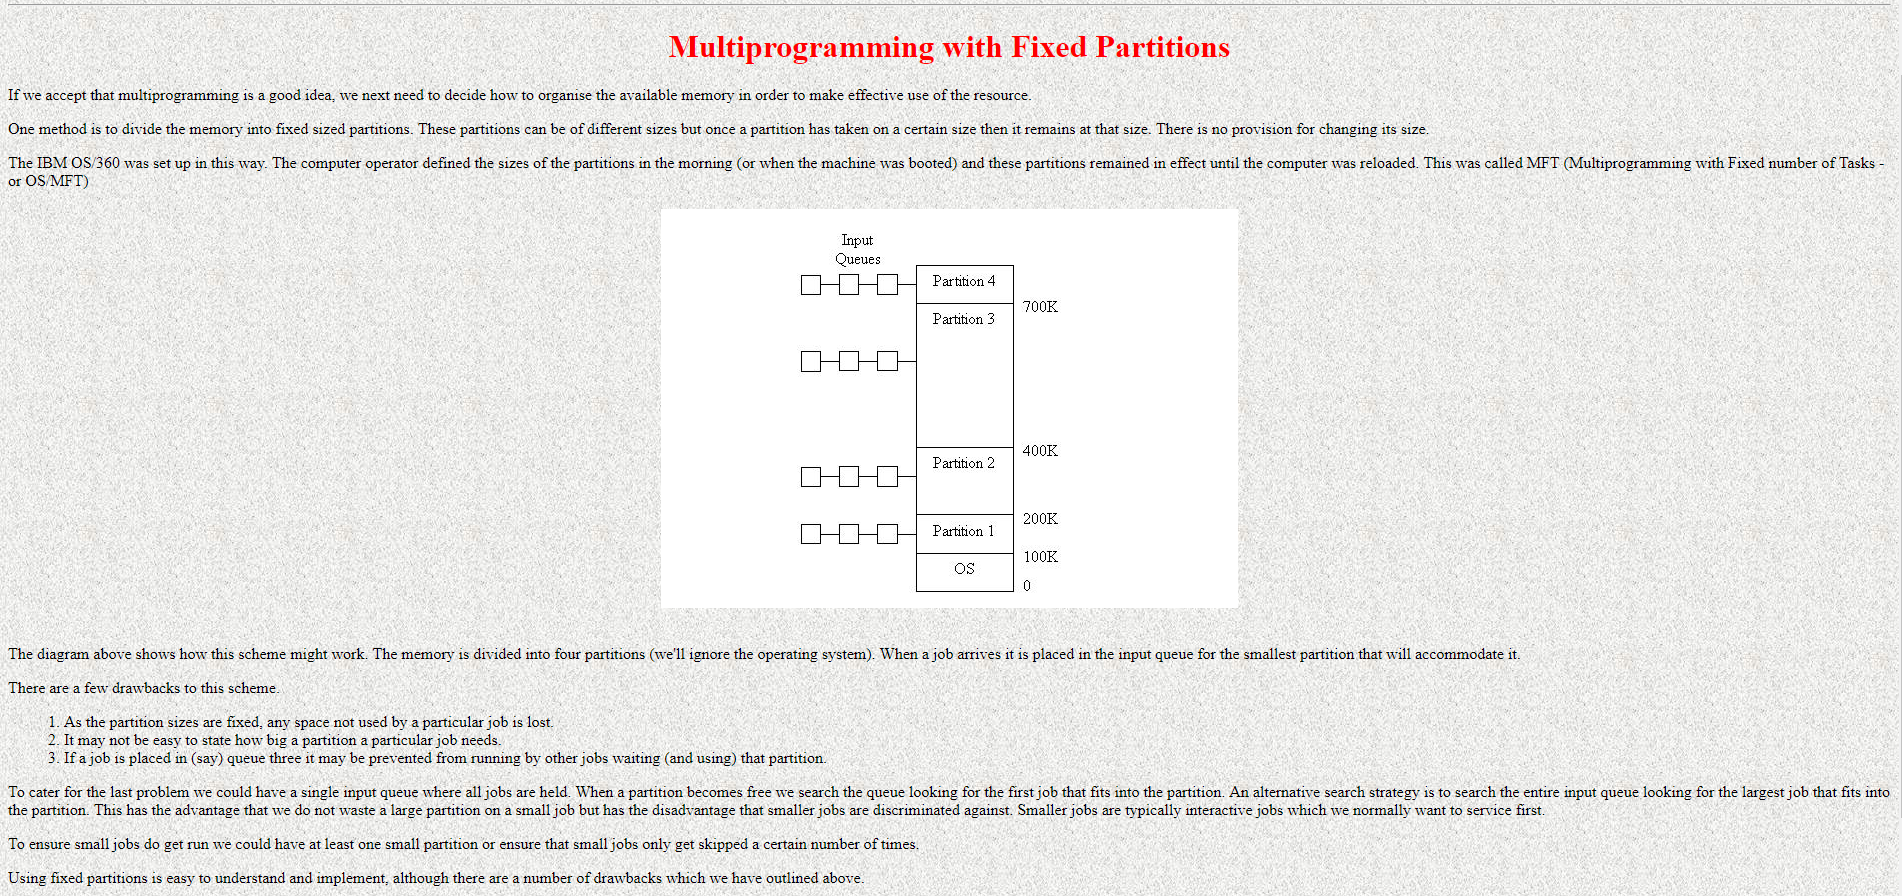 Multiprogramming with Fixed Partitions
If we accept that multiprogramming is a good idea, we next need to decide how to organise the available memory in order to make effective use of the resource.
One method is to divide the memory into fixed sized partitions. These partitions can be of different sizes but once a partition has taken on a certain size then it remains at that size. There is no provision for changing its size.
The IBM OS/360 was set up in this way. The computer operator defined the sizes of the partitions in the morning (or when the machine was booted) and these partitions remained in effect until the computer was reloaded. This was called MFT (Multiprogramming with Fixed number of Tasks -
or OS/MFT)
Input
Queues
Partition 4
700K
Partition 3
400K
Partition 2
200K
Partition 1
100K
OS
0
The diagram above shows how this scheme might work. The memory is divided into four partitions (we'll ignore the operating system). When a job arrives it is placed in the input queue for the smallest partition that will accommodate it.
There are a few drawbacks to this scheme.
1. As the partition sizes are fixed, any space not used by a particular job is lost.
2. It may not be easy to state how big a partition a particular job needs.
3. If a job is placed in (say) queue three it may be prevented from running by other jobs waiting (and using) that partition.
To cater for the last problem we could have a single input queue where all jobs are held. When a partition becomes free we search the queue looking for the first job that fits into the partition. An alternative search strategy is to search the entire input queue looking for the largest job that fits into
the partition. This has the advantage that we do not waste a large partition on a small job but has the disadvantage that smaller jobs are discriminated against. Smaller jobs are typically interactive jobs which we normally want to service first.
To ensure small jobs do get run we could have at least one small partition or ensure that small jobs only get skipped a certain number of times.
Using fixed partitions is easy to understand and implement, although there are a number of drawbacks which we have outlined above.